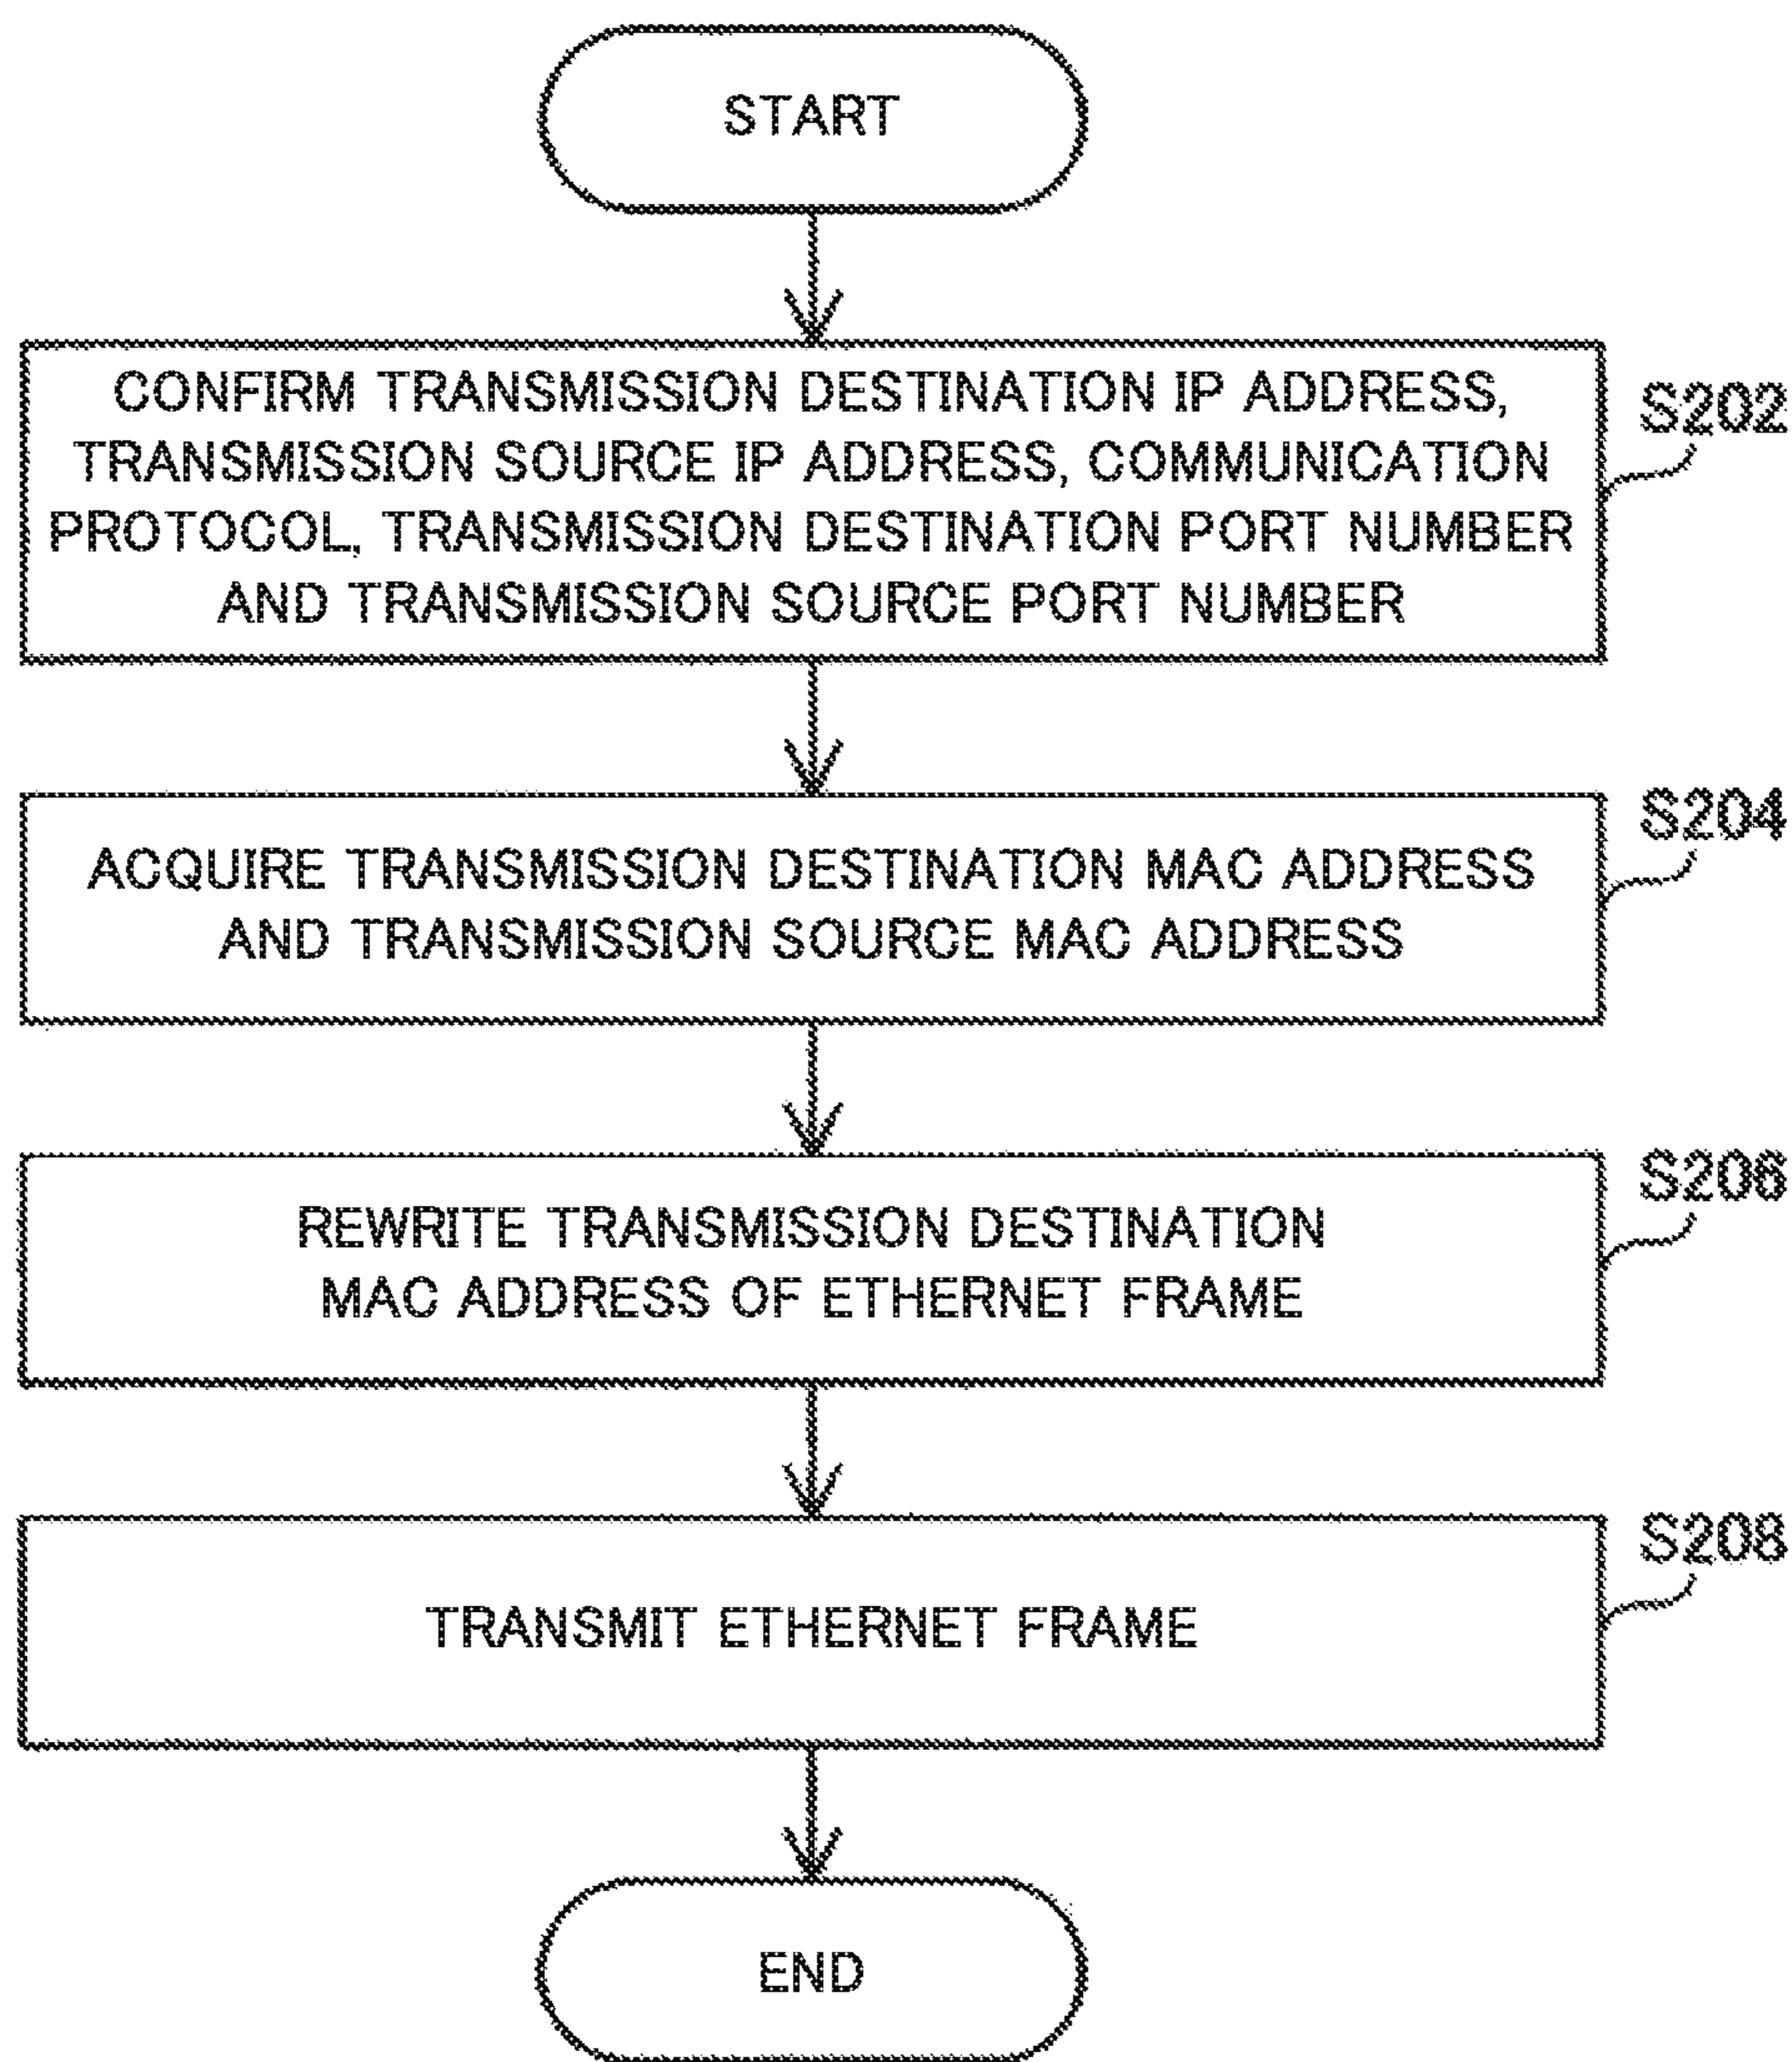 START
CONFIRM TRANSMISSION DESTINATION IP ADDRESS,
TRANSMISSION SOURCE IP ADDRESS, COMMUNICATION
PROTOCOL, TRANSMISSION DESTINATION PORT NUMBER
AND TRANSMISSION SOURCE PORT NUMBER
S202
ACQUIRE TRANSMISSION DESTINATION MAC ADDRESS
AND TRANSMISSION SOURCE MAC ADDRESS
S204
REWRITE TRANSMISSION DESTINATION
MAC ADDRESS OF ETHERNET FRAME
S206
TRANSMIT ETHERNET FRAME
S208
END